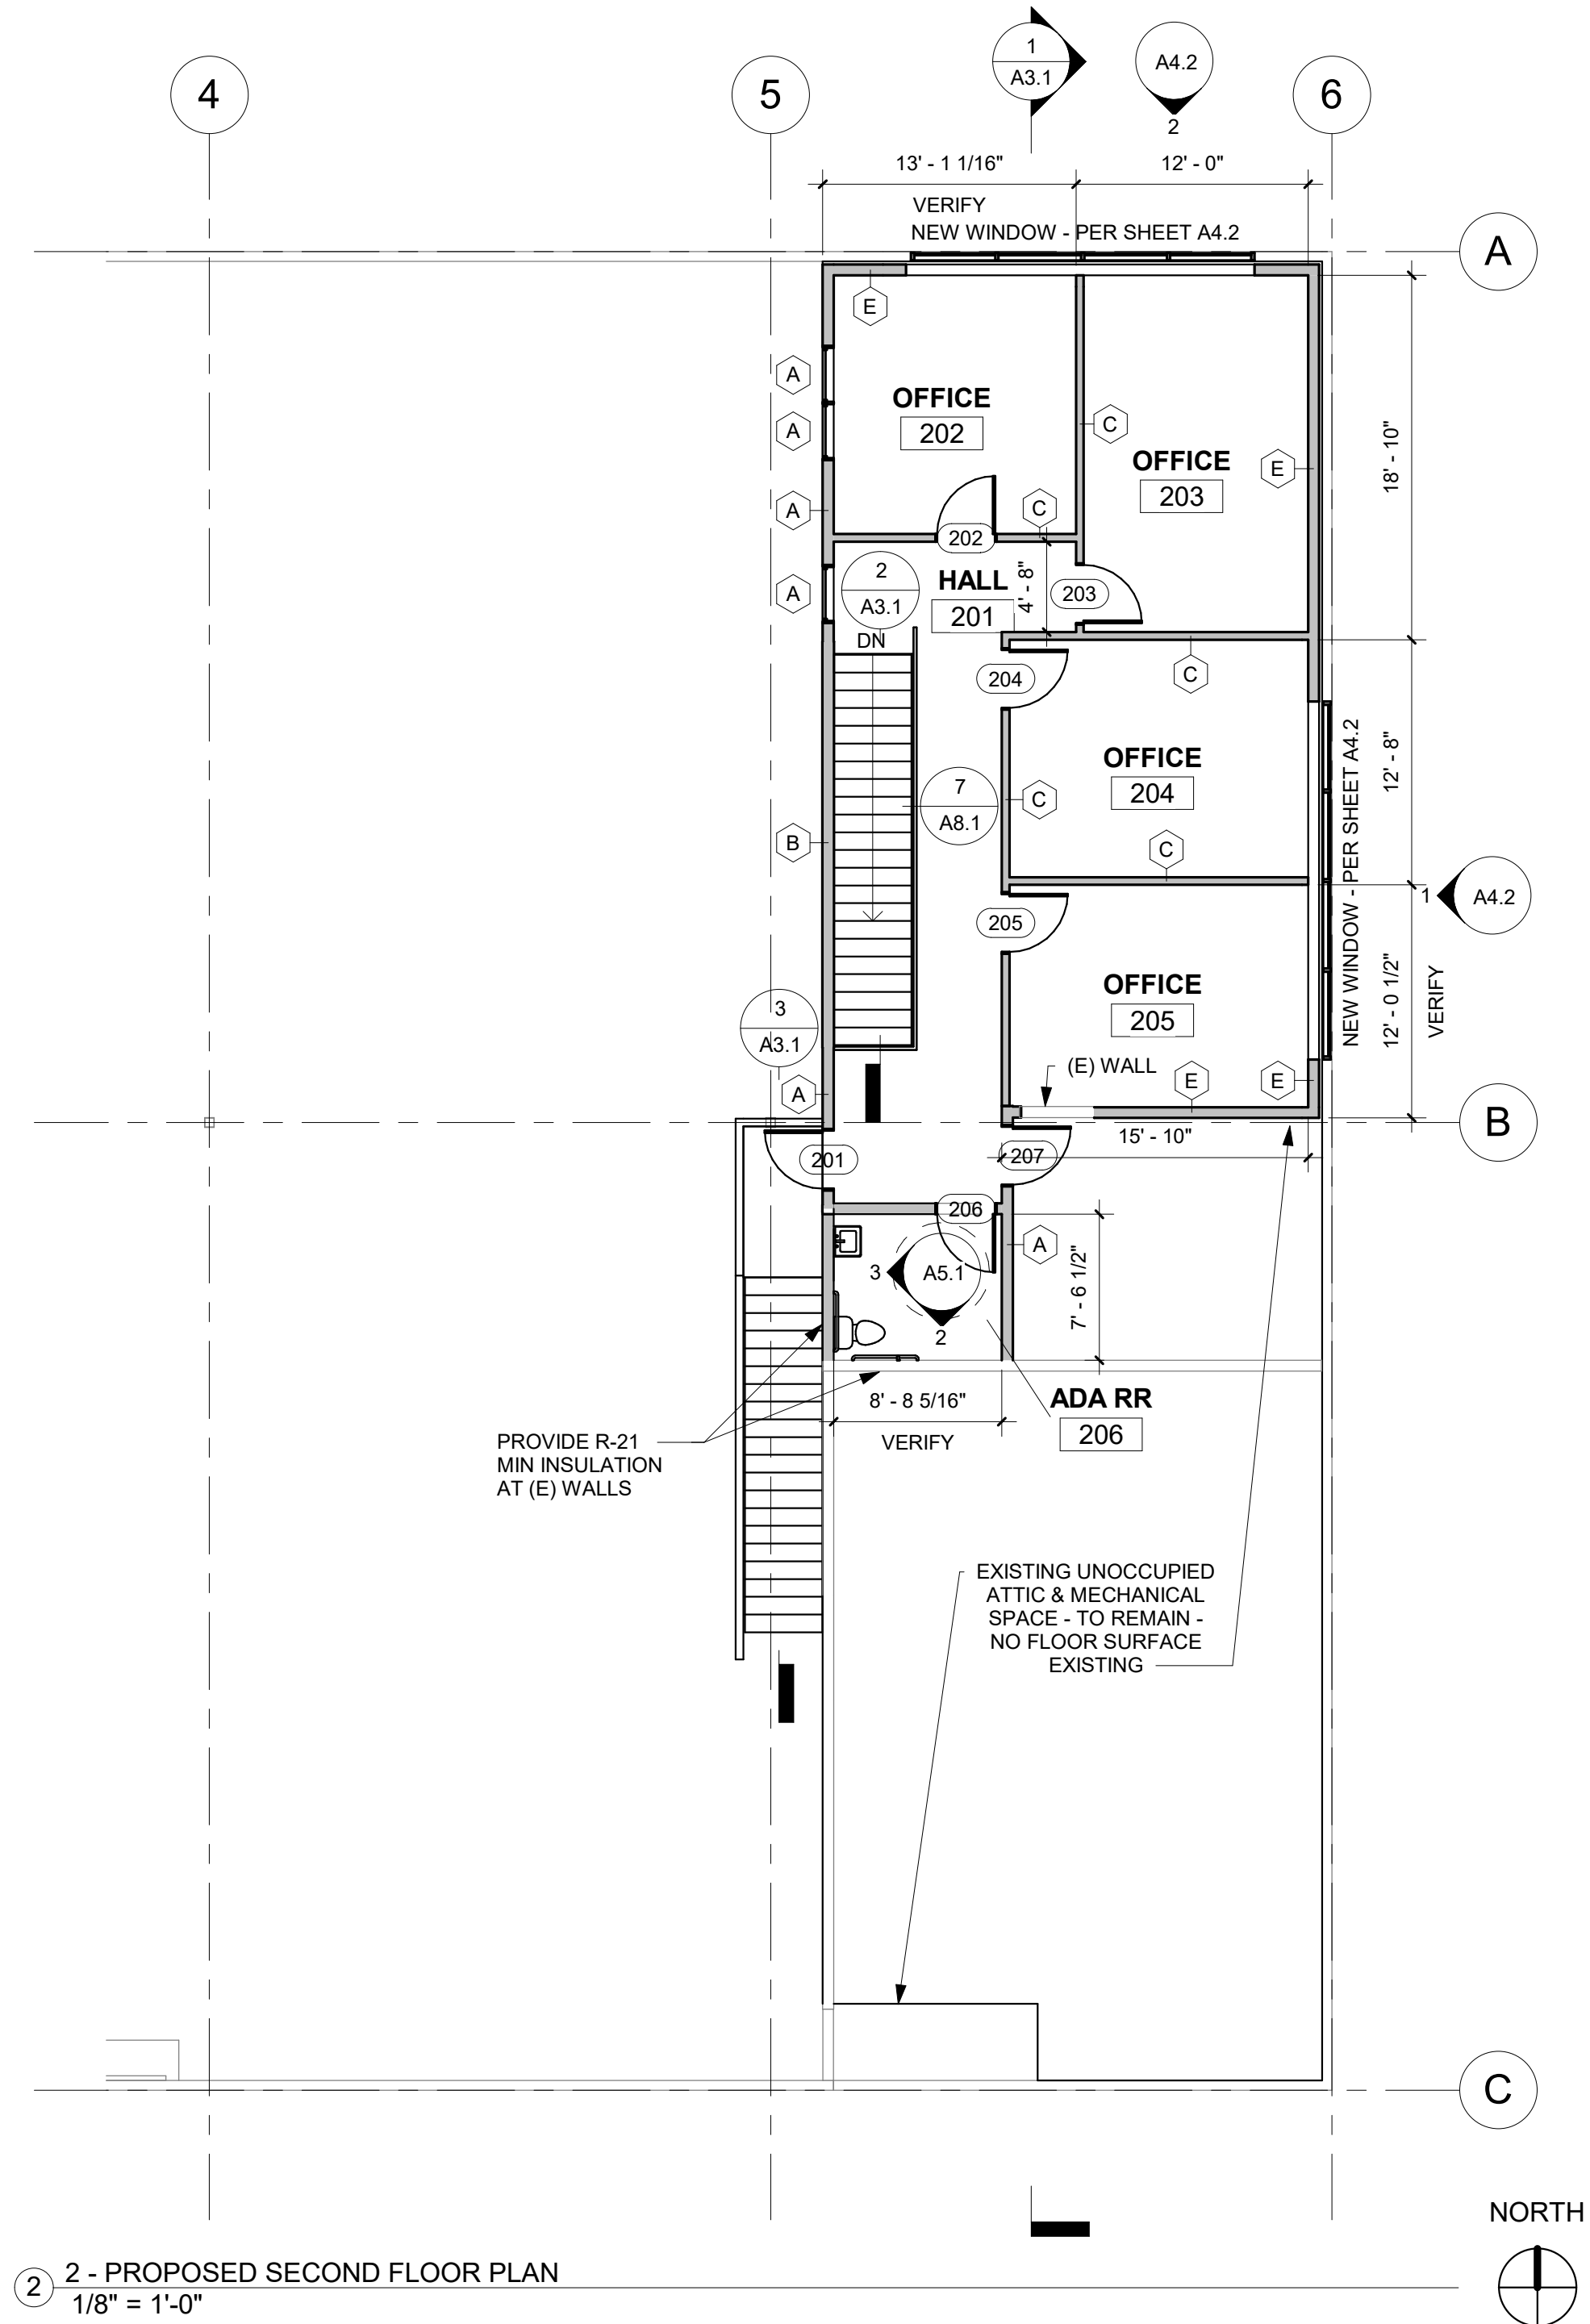 1
A3.1
A4.2
2
4
5
6
13' - 1 1/16"
12' - 0"
VERIFY
NEW WINDOW - PER SHEET A4.2
A
E
A
A
A
A
OFFICE
202
C
OFFICE
203
E
18' - 10"
C
202
2
A3.1
HALL
201
4' - 8"
203
DN
204
C
OFFICE
204
12' - 8"
NEW WINDOW - PER SHEET A4.2
7
A8.1
C
B
C
1
A4.2
205
OFFICE
205
12' - 0 1/2"
VERIFY
3
A3.1
(E) WALL
A
E
E
B
15' - 10"
201
207
206
A
3
A5.1
2
7' - 6 1/2"
8' - 8 5/16"
VERIFY
ADA RR
206
PROVIDE R-21
MIN INSULATION
AT (E) WALLS
EXISTING UNOCCUPIED
ATTIC & MECHANICAL
SPACE - TO REMAIN -
NO FLOOR SURFACE
EXISTING
C
NORTH
2
2 - PROPOSED SECOND FLOOR PLAN
1/8" = 1'-0"